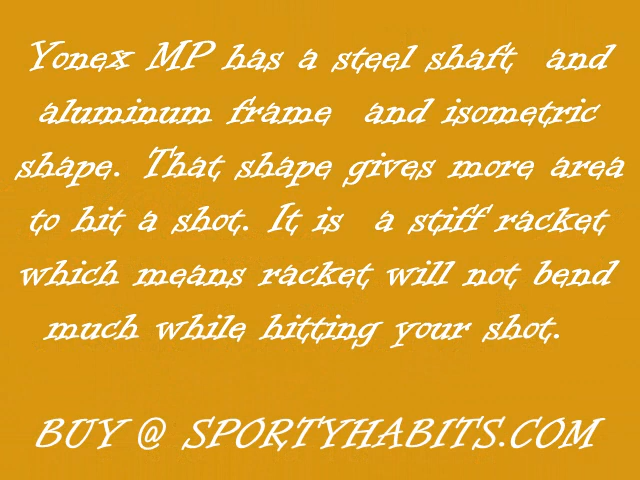 Yonex MP has a steel shaft and
aluminum frame and isometric
shape. That shape gives more area
to hit a shot. It is a stiff racket
which means racket will not bend
much while hitting your shot.
BUY @ SPORTYHABITS.COM